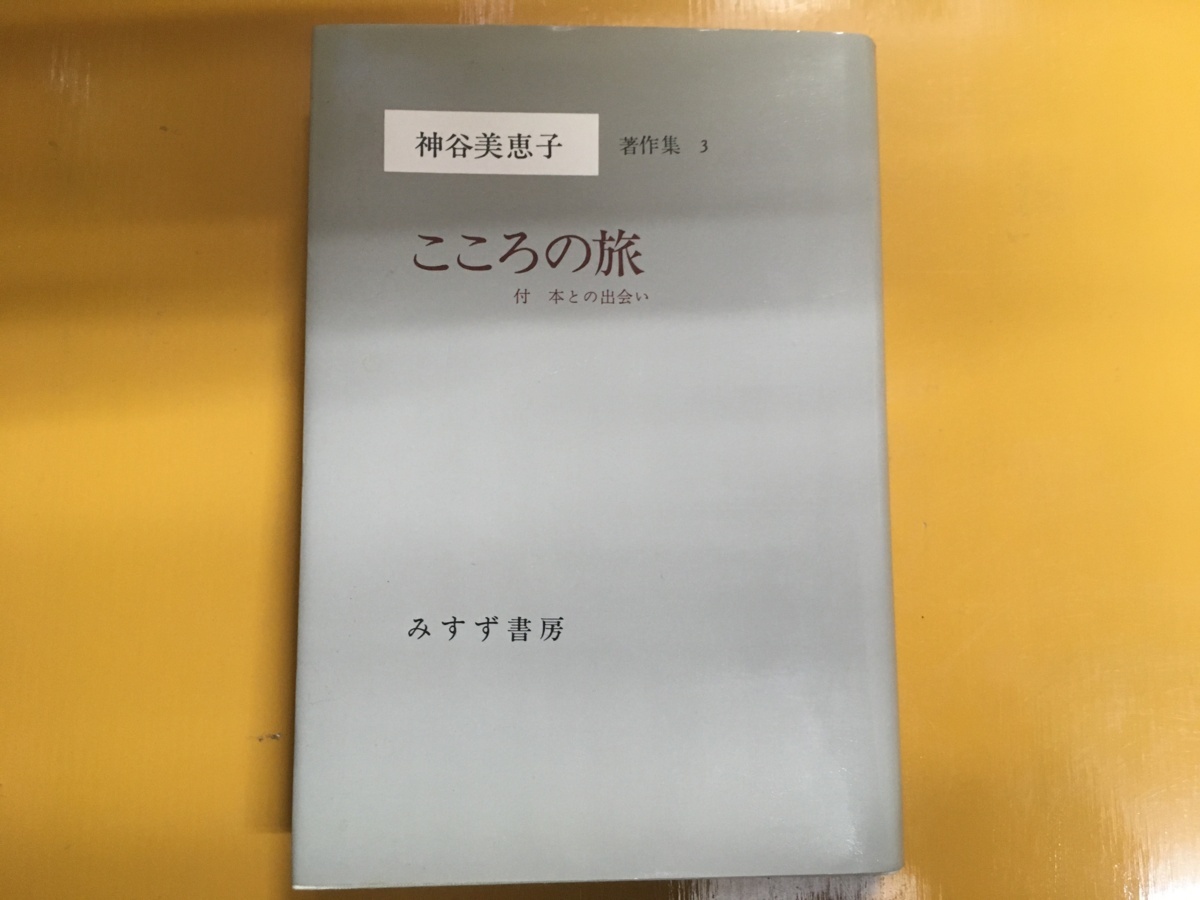 神谷美恵子 著作集 3
こころの旅
付 本との出会い
みすず書房